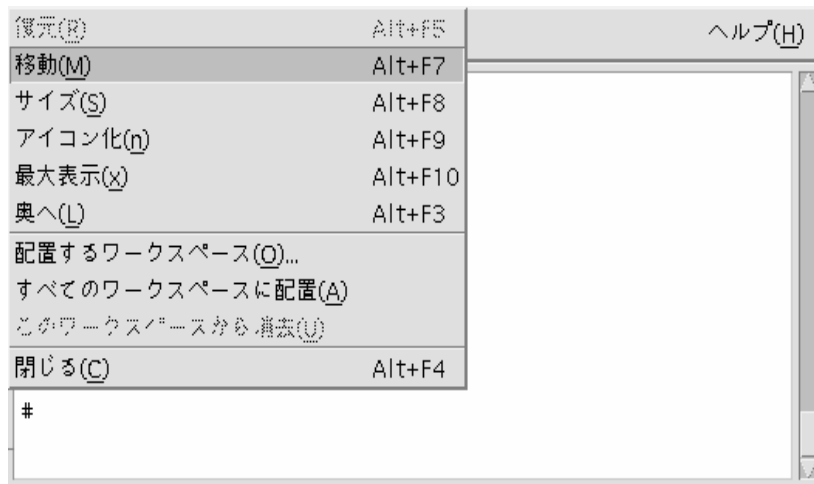 復元(R) Alt+F5
ヘルプ(H)
移動(M) Alt+F7
サイズ(S) Alt+F8
アイコン化(n) Alt+F9
最大表示(x) Alt+F10
奥へ(L) Alt+F3
配置するワークスペース(O)...
すべてのワークスペースに配置(A)
このワークスペースから消去(U)
閉じる(C) Alt+F4
#